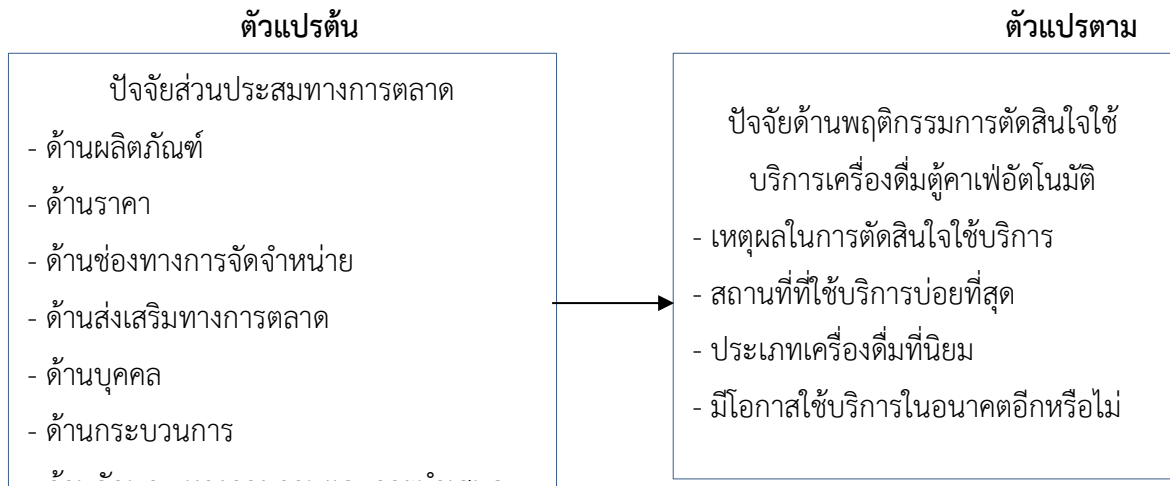 ตัวแปรต้น
ปัจจัยส่วนประสมทางการตลาด
- ด้านผลิตภัณฑ์
- ด้านราคา
- ด้านช่องทางการจัดจำหน่าย
- ด้านส่งเสริมทางการตลาด
- ด้านบุคคล
- ด้านกระบวนการ
ตัวแปรตาม
ปัจจัยด้านพฤติกรรมการตัดสินใจใช้
บริการเครื่องดื่มตู้คาเฟ่อัตโนมัติ
- เหตุผลในการตัดสินใจใช้บริการ
- สถานที่ที่ใช้บริการบ่อยที่สุด
- ประเภทเครื่องดื่มที่นิยม
- มีโอกาสใช้บริการในอนาคตอีกหรือไม่